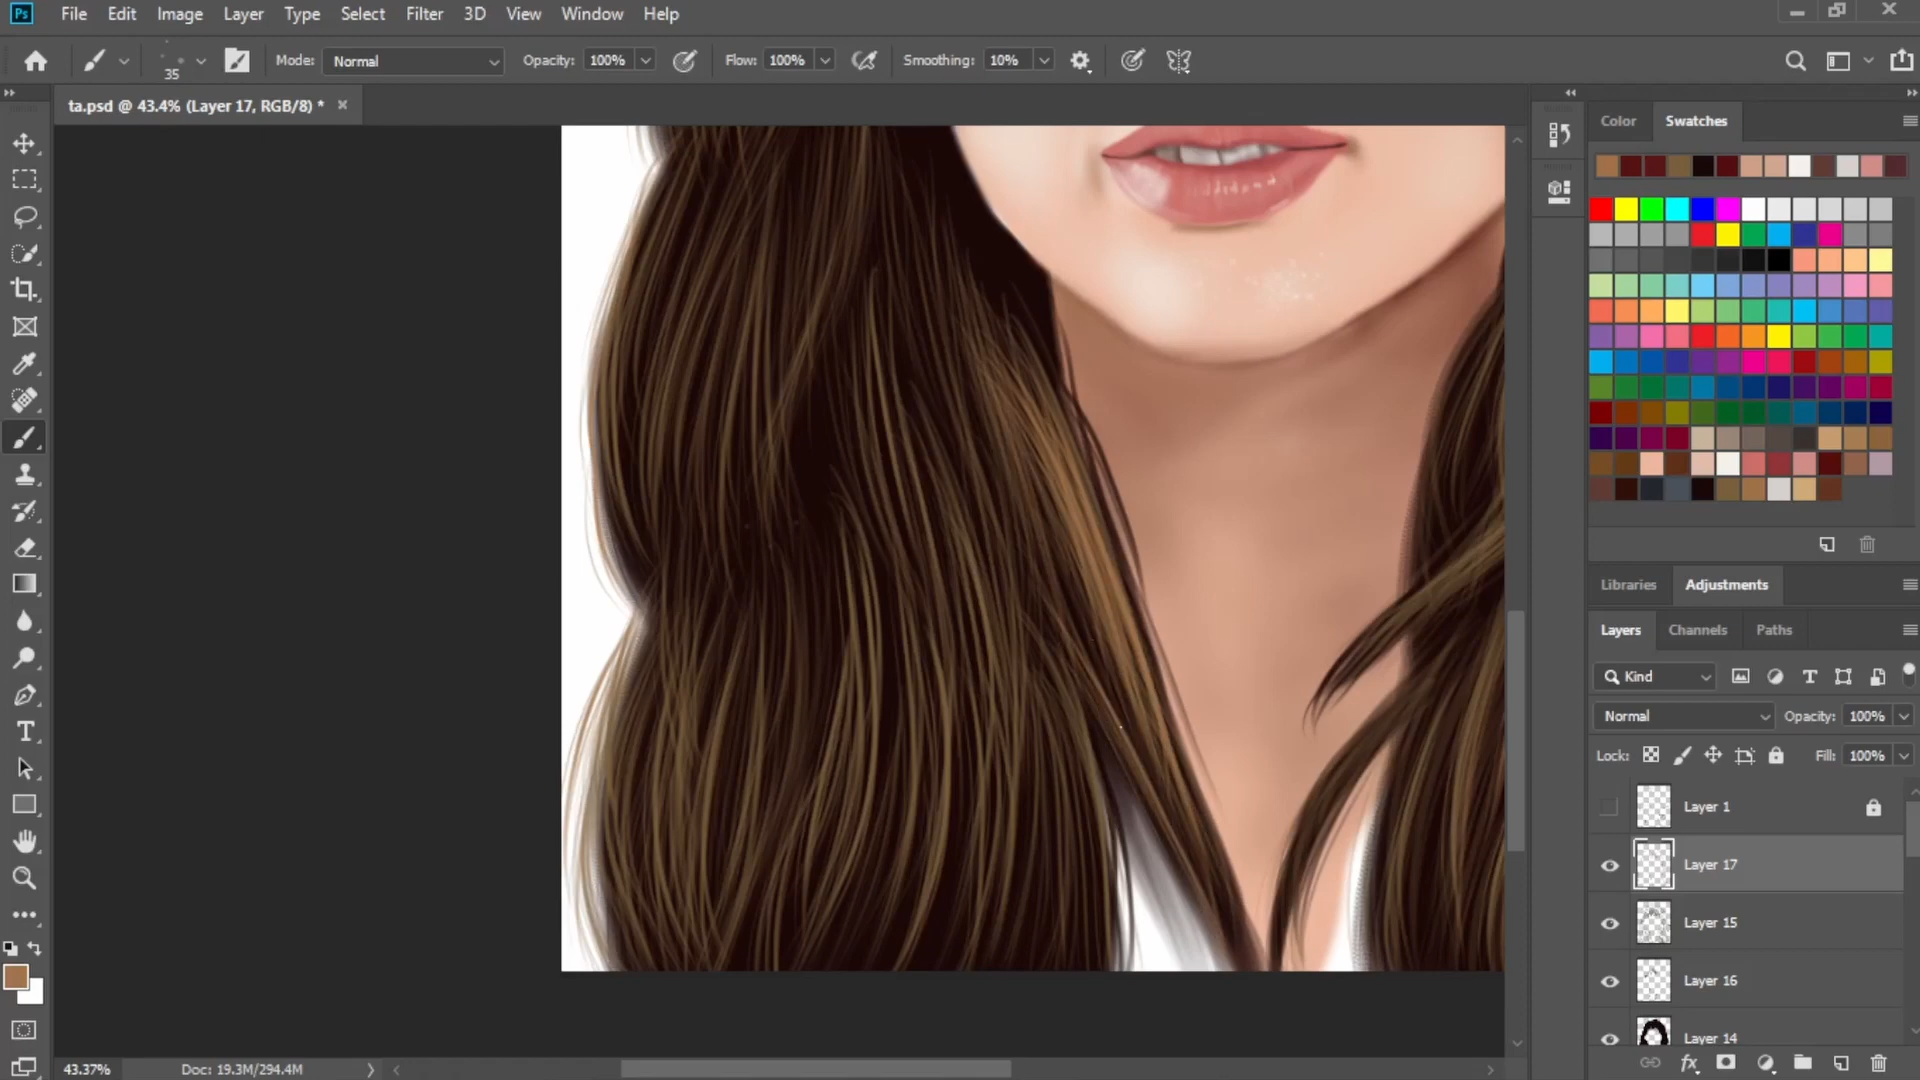 Ps File Edit Image Layer Type Select Filter 3D View Window Help
35 Mode: Normal Opacity: 100% Flow: 100% Smoothing: 10%
ta.psd @ 43.4% (Layer 17, RGB/8) *
Color Swatches
Libraries Adjustments
Layers Channels Paths
Kind
Normal Opacity: 100%
Lock: Fill: 100%
Layer 1
Layer 17
Layer 15
Layer 16
Layer 14
43.37% Doc: 19.3M/294.4M